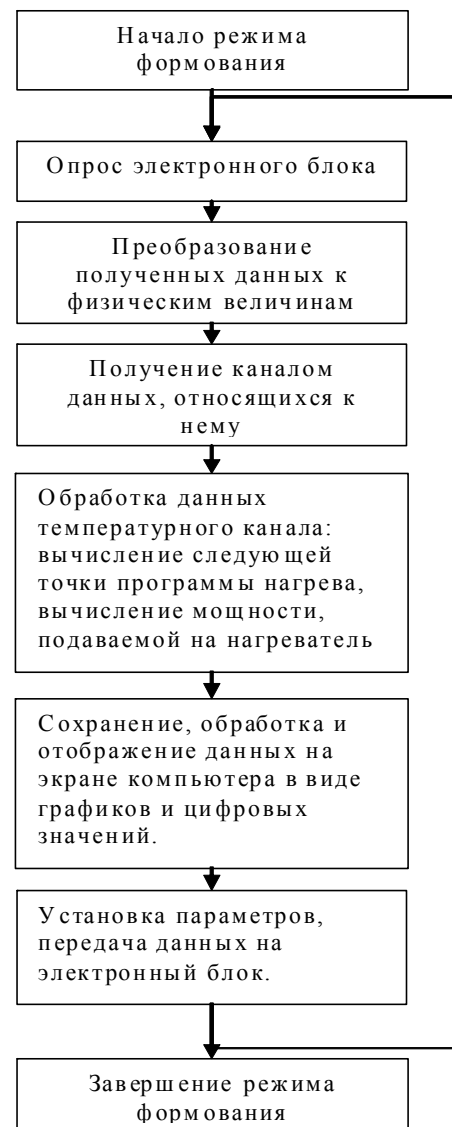 Начало режима
формования
Опрос электронного блока
Преобразование
полученных данных к
физическим величинам
Получение каналом
данных, относящихся к
нему
Обработка данных
температурного канала:
вычисление следующей
точки программы нагрева,
вычисление мощности,
подаваемой на нагреватель
Сохранение, обработка и
отображение данных на
экране компьютера в виде
графиков и цифровых
значений.
Установка параметров,
передача данных на
электронный блок.
Завершение режима
формования